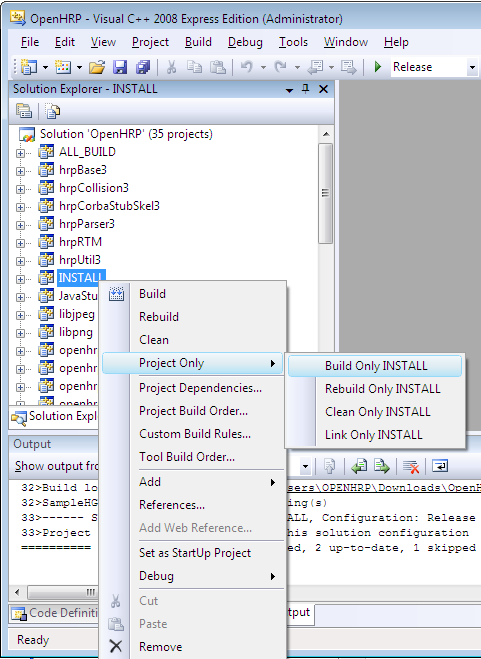 OpenHRP - Visual C++ 2008 Express Edition (Administrator)
File Edit View Project Build Debug Tools Window Help
Release
Solution Explorer - INSTALL
Solution 'OpenHRP' (35 projects)
ALL_BUILD
hrpBase3
hrpCollision3
hrpCorbaStubSkel3
hrpParser3
hrpRTM
hrpUtil3
INSTALL
JavaStu
libjpeg
libpng
openhr
openhr
openhr
openhr
Build
Rebuild
Clean
Project Only
Build Only INSTALL
Rebuild Only INSTALL
Clean Only INSTALL
Link Only INSTALL
Project Dependencies...
Project Build Order...
Custom Build Rules...
Tool Build Order...
Add
References...
Add Web Reference...
Set as StartUp Project
Debug
Cut
Paste
Remove
Solution Expl
Output
Show output fro
32>Build lo sers\OPENHRP\Downloads\OpenH
32>SampleHG ing(s)
33>------ S ALL, Configuration: Release
33>Project his solution configuration
========== ed, 2 up-to-date, 1 skipped
Code Definiti tput
Ready